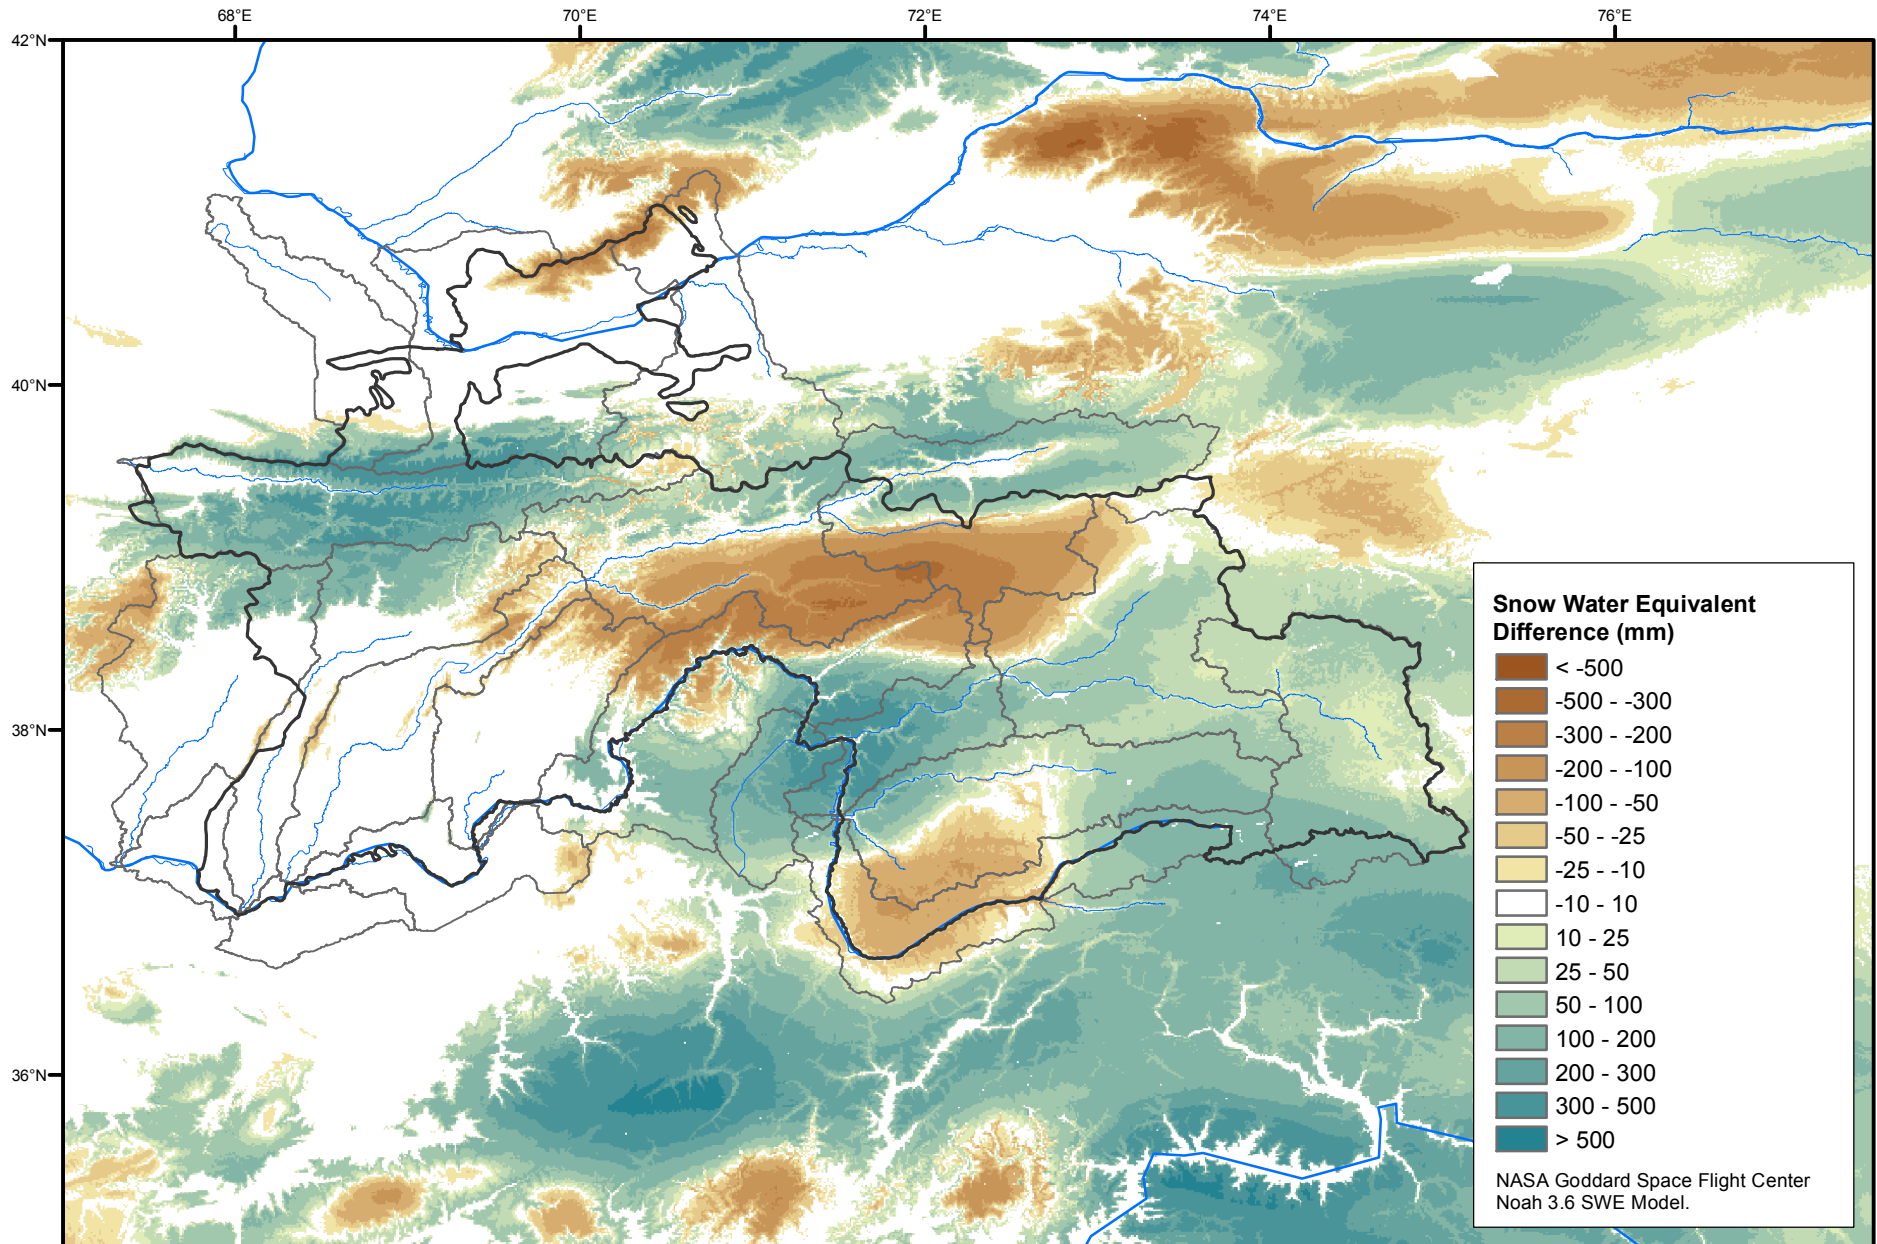 68°E
70°E
72°E
74°E
76°E
42°N
40°N
38°N
36°N
Snow Water Equivalent
Difference (mm)
< -500
-500 - -300
-300 - -200
-200 - -100
-100 - -50
-50 - -25
-25 - -10
-10 - 10
10 - 25
25 - 50
50 - 100
100 - 200
200 - 300
300 - 500
> 500
NASA Goddard Space Flight Center
Noah 3.6 SWE Model.